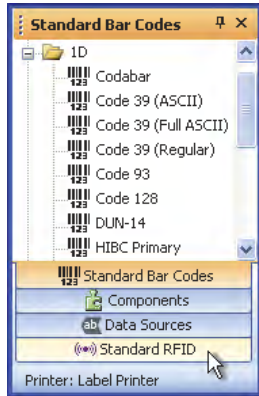 Standard Bar Codes
1D
Codabar
Code 39 (ASCII)
Code 39 (Full ASCII)
Code 39 (Regular)
Code 93
Code 128
DUN-14
HIBC Primary
Standard Bar Codes
Components
Data Sources
Standard RFID
Printer: Label Printer